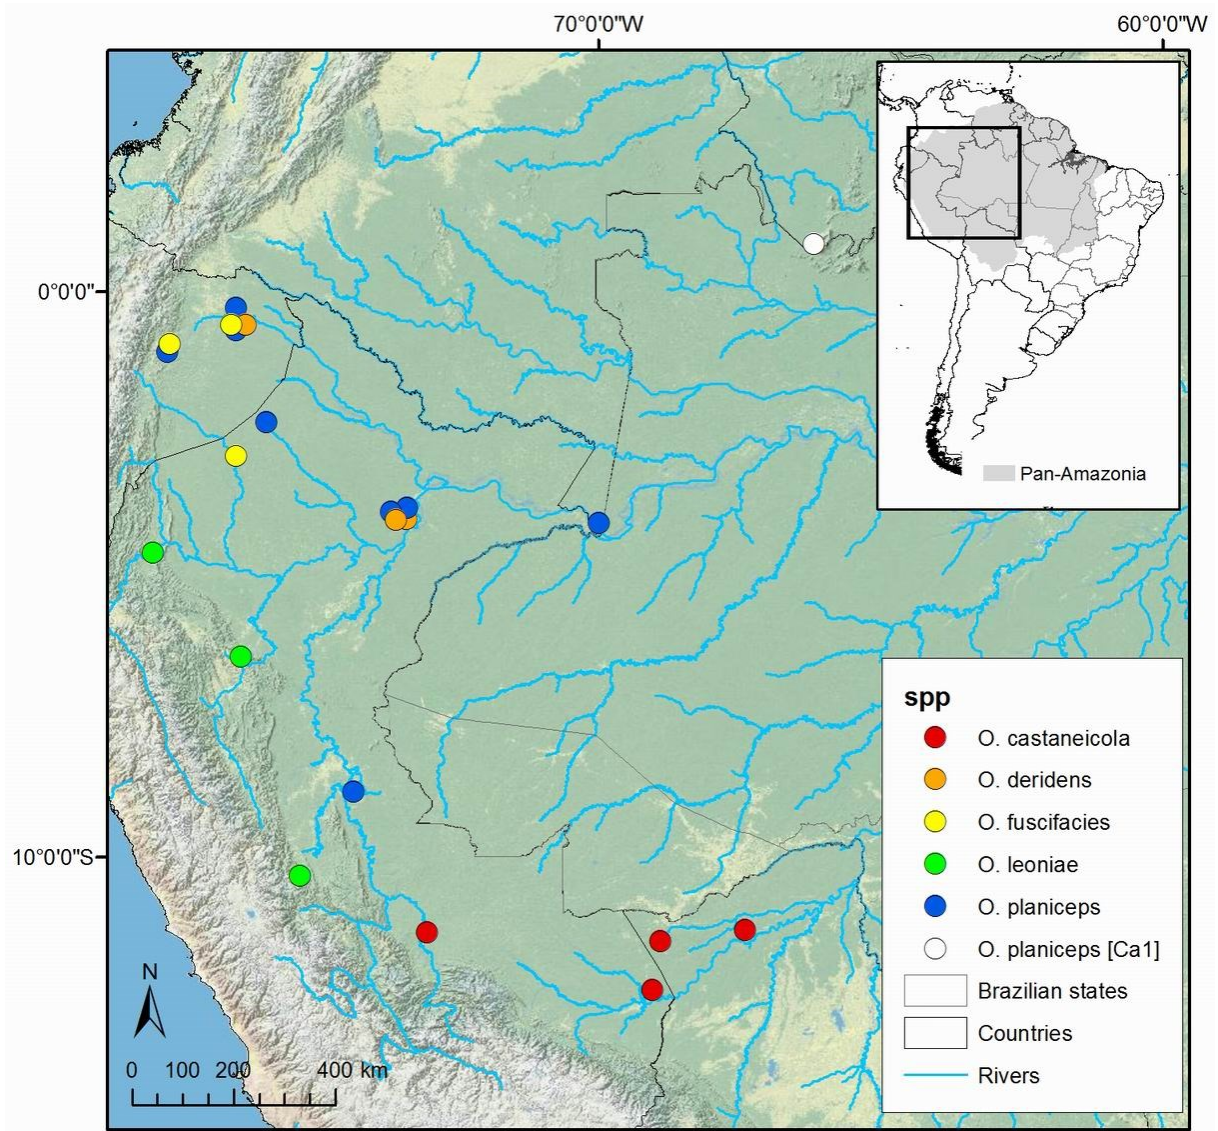 70°0'0"W
60°0'0"W
0°0'0"
10°0'0"S
Pan-Amazonia
spp
O. castaneicola
O. deridens
O. fuscifacies
O. leoniae
O. planiceps
O. planiceps [Ca1]
Brazilian states
Countries
Rivers
N
0 100 200 400 km